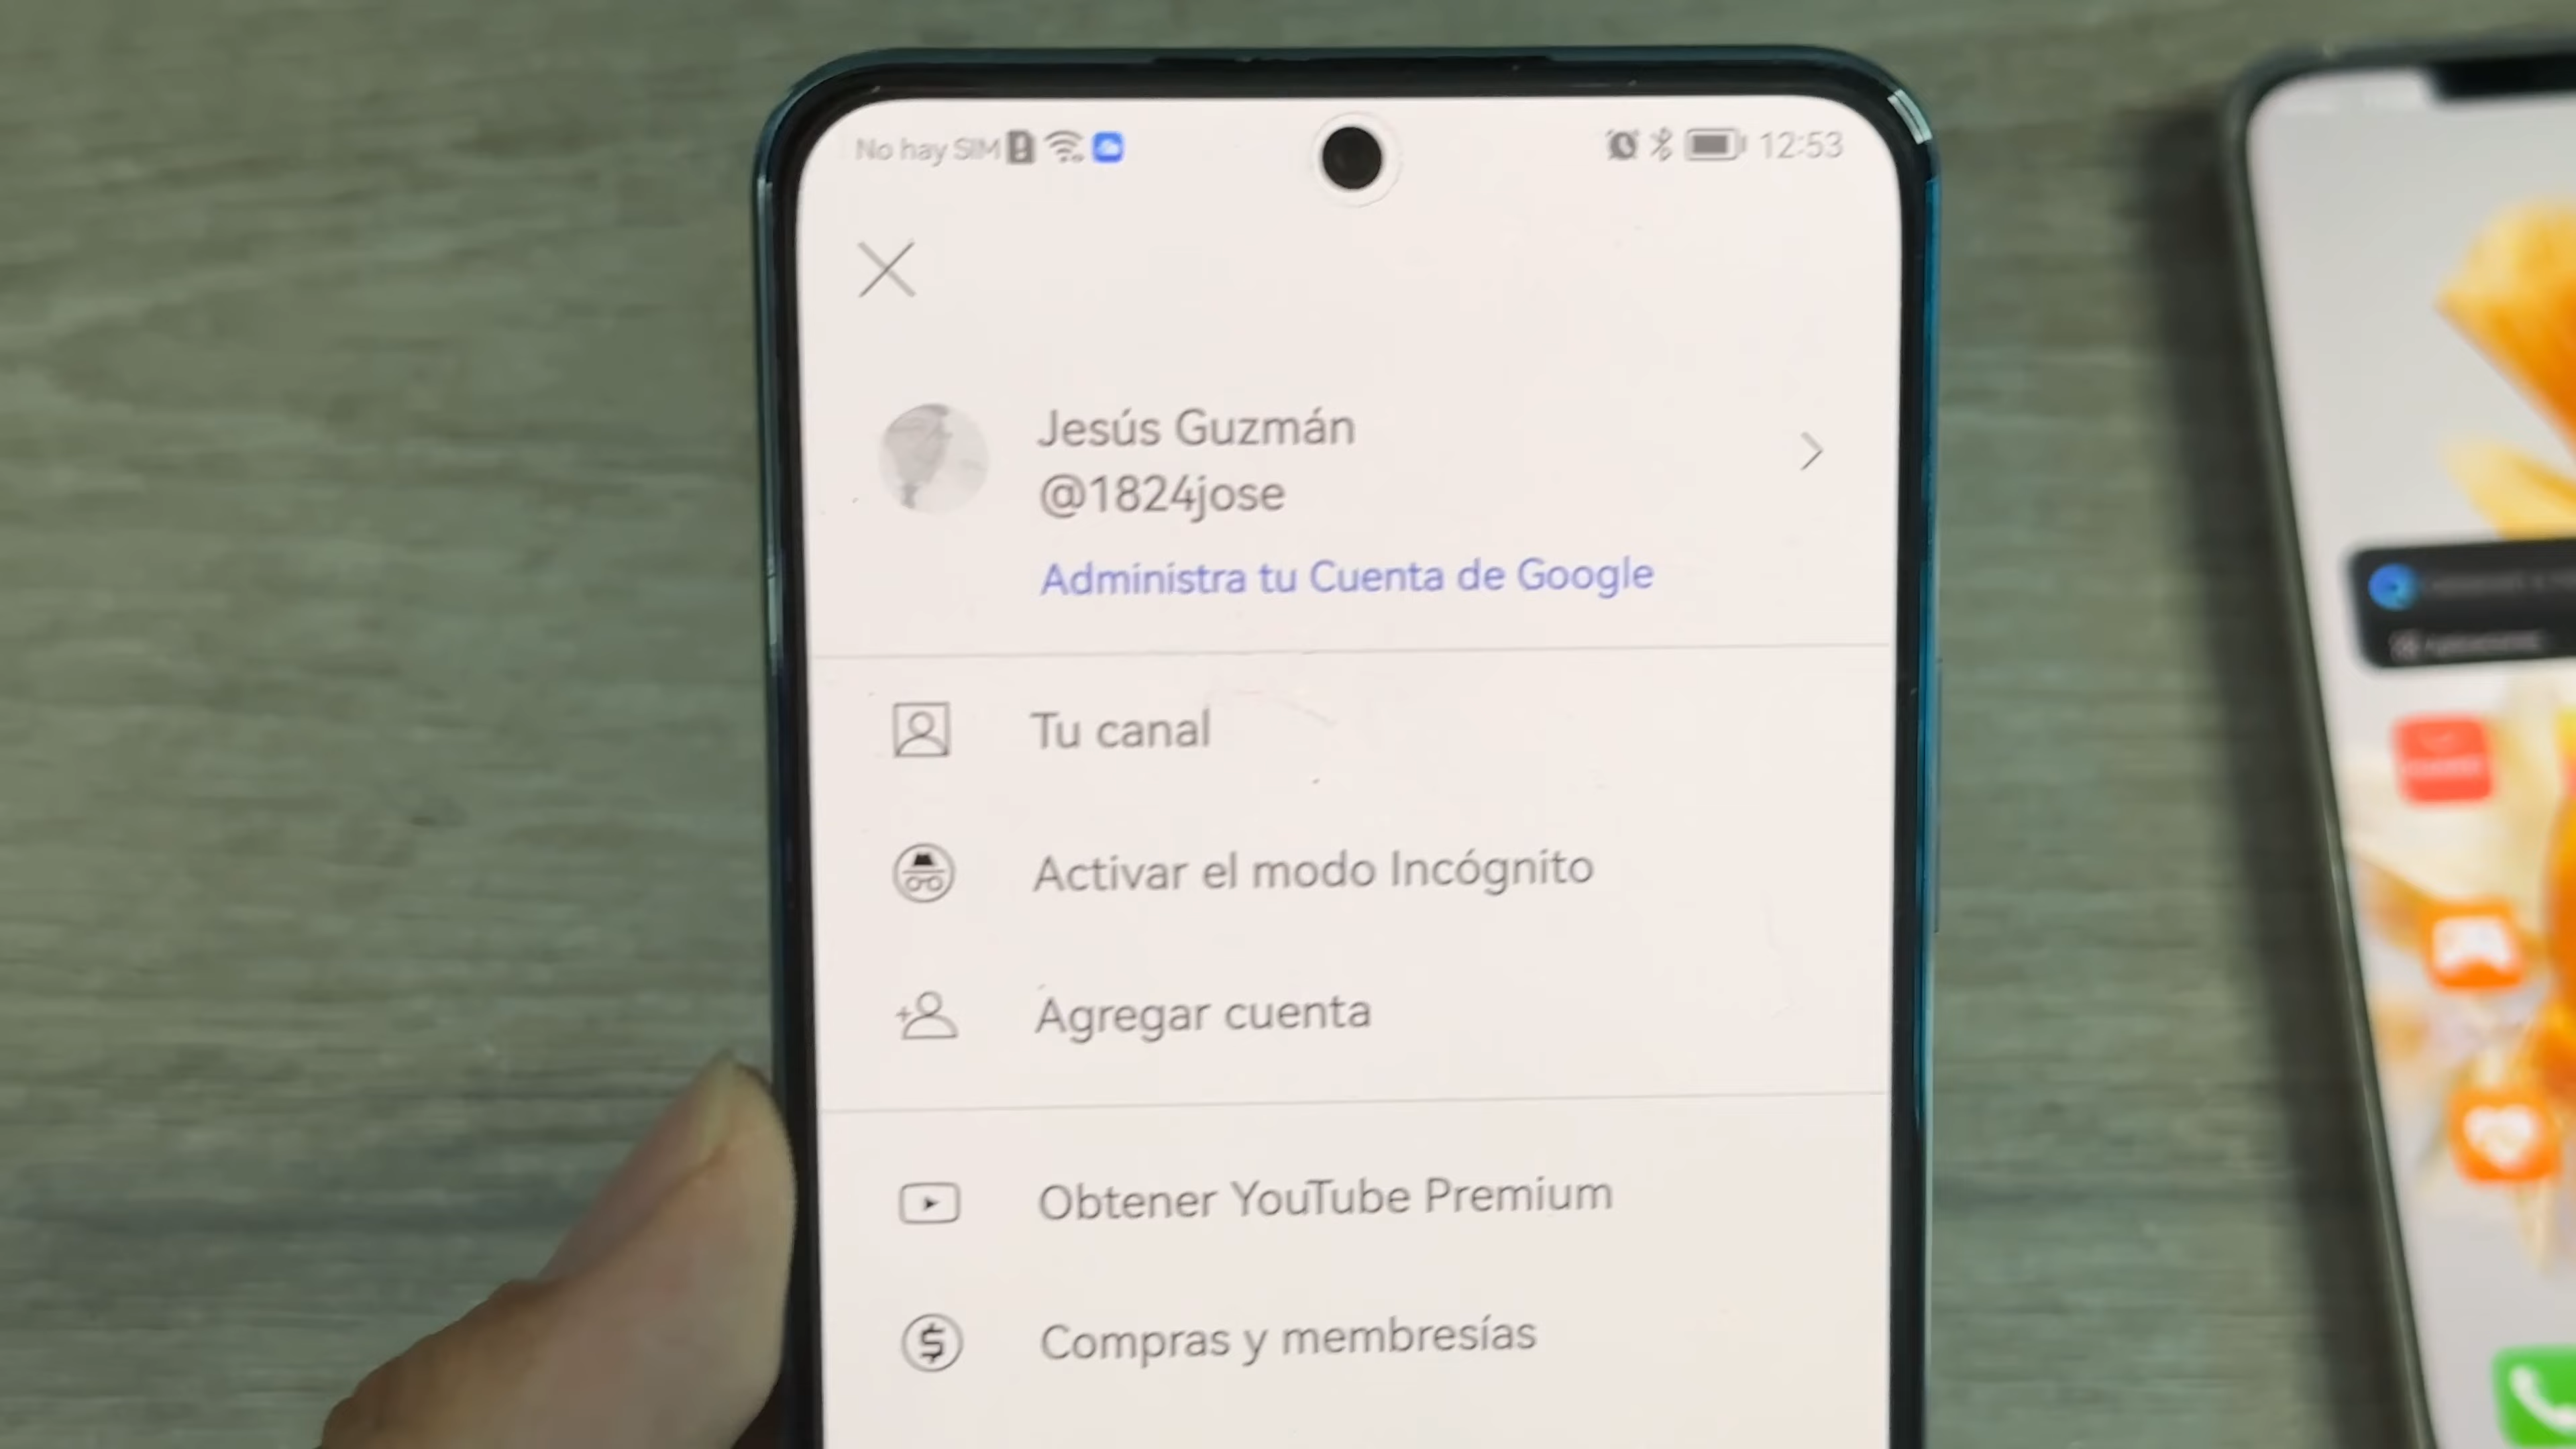 No hay SIM
12:53
Jesús Guzmán
@1824jose
Administra tu Cuenta de Google
Tu canal
Activar el modo Incógnito
Agregar cuenta
Obtener YouTube Premium
Compras y membresías